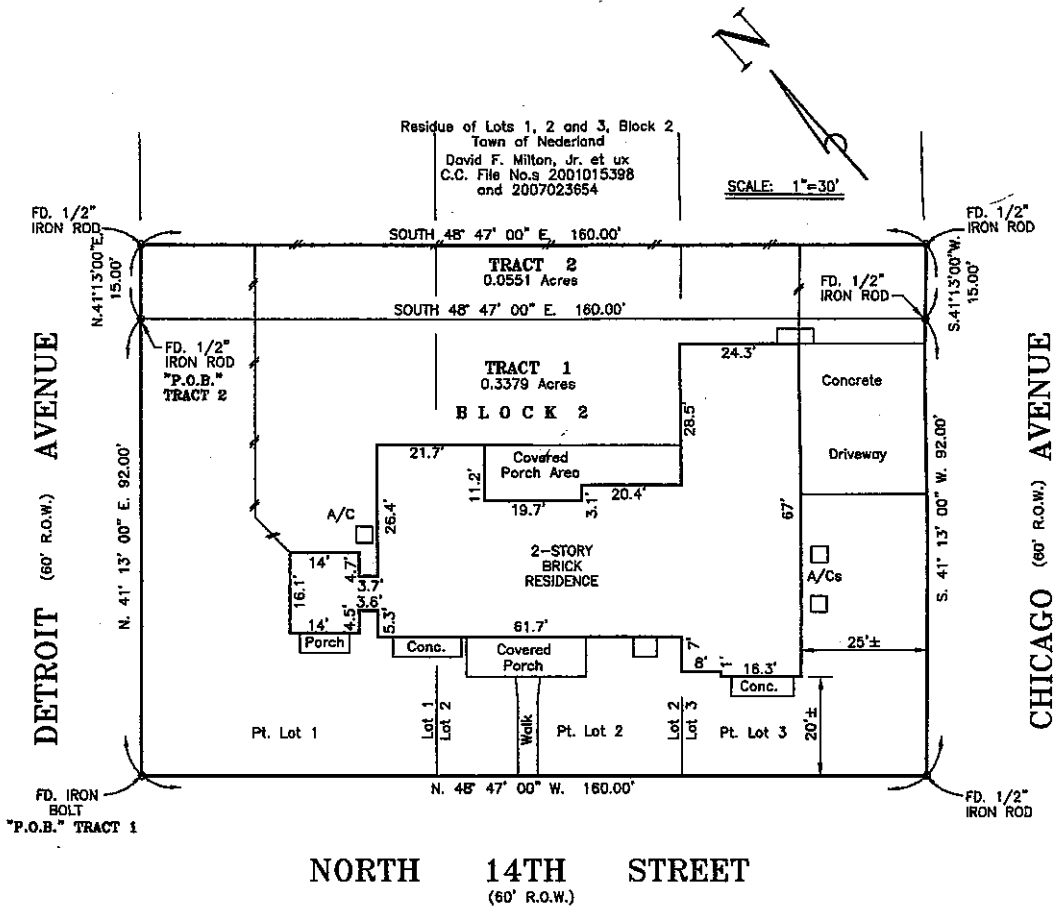 N
Residue of Lots 1, 2 and 3, Block 2
Town of Nederland
David F. Milton, Jr. et ux
C.C. File No.s 2001015398
and 2007023654
SCALE: 1"=30'
FD. 1/2"
IRON ROD
FD. 1/2"
IRON ROD
SOUTH 48° 47' 00" E. 160.00'
N.41°13'00"E.
15.00'
TRACT 2
0.0551 Acres
FD. 1/2"
IRON ROD
S.41°13'00"W.
15.00'
SOUTH 48° 47' 00" E. 160.00'
FD. 1/2"
IRON ROD
"P.O.B."
TRACT 2
TRACT 1
0.3379 Acres
BLOCK 2
24.3'
Concrete
Driveway
28.5'
21.7'
Covered
Porch Area
11.2'
19.7'
3.1'
20.4'
26.4'
67'
A/C
2-STORY
BRICK
RESIDENCE
A/Cs
14'
4.7'
3.7'
3.6'
16.1'
14'
4.5'
5.3'
61.7'
Porch
Conc.
Covered
Porch
7'
8'
1'
16.3'
Conc.
25'±
20'±
Pt. Lot 1
Lot 1
Lot 2
Walk
Pt. Lot 2
Lot 2
Lot 3
Pt. Lot 3
N. 41° 13' 00" E. 92.00'
S. 41° 13' 00" W. 92.00'
DETROIT (60' R.O.W.) AVENUE
CHICAGO (60' R.O.W.) AVENUE
N. 48° 47' 00" W. 160.00'
FD. IRON
BOLT
"P.O.B." TRACT 1
FD. 1/2"
IRON ROD
NORTH 14TH STREET
(60' R.O.W.)